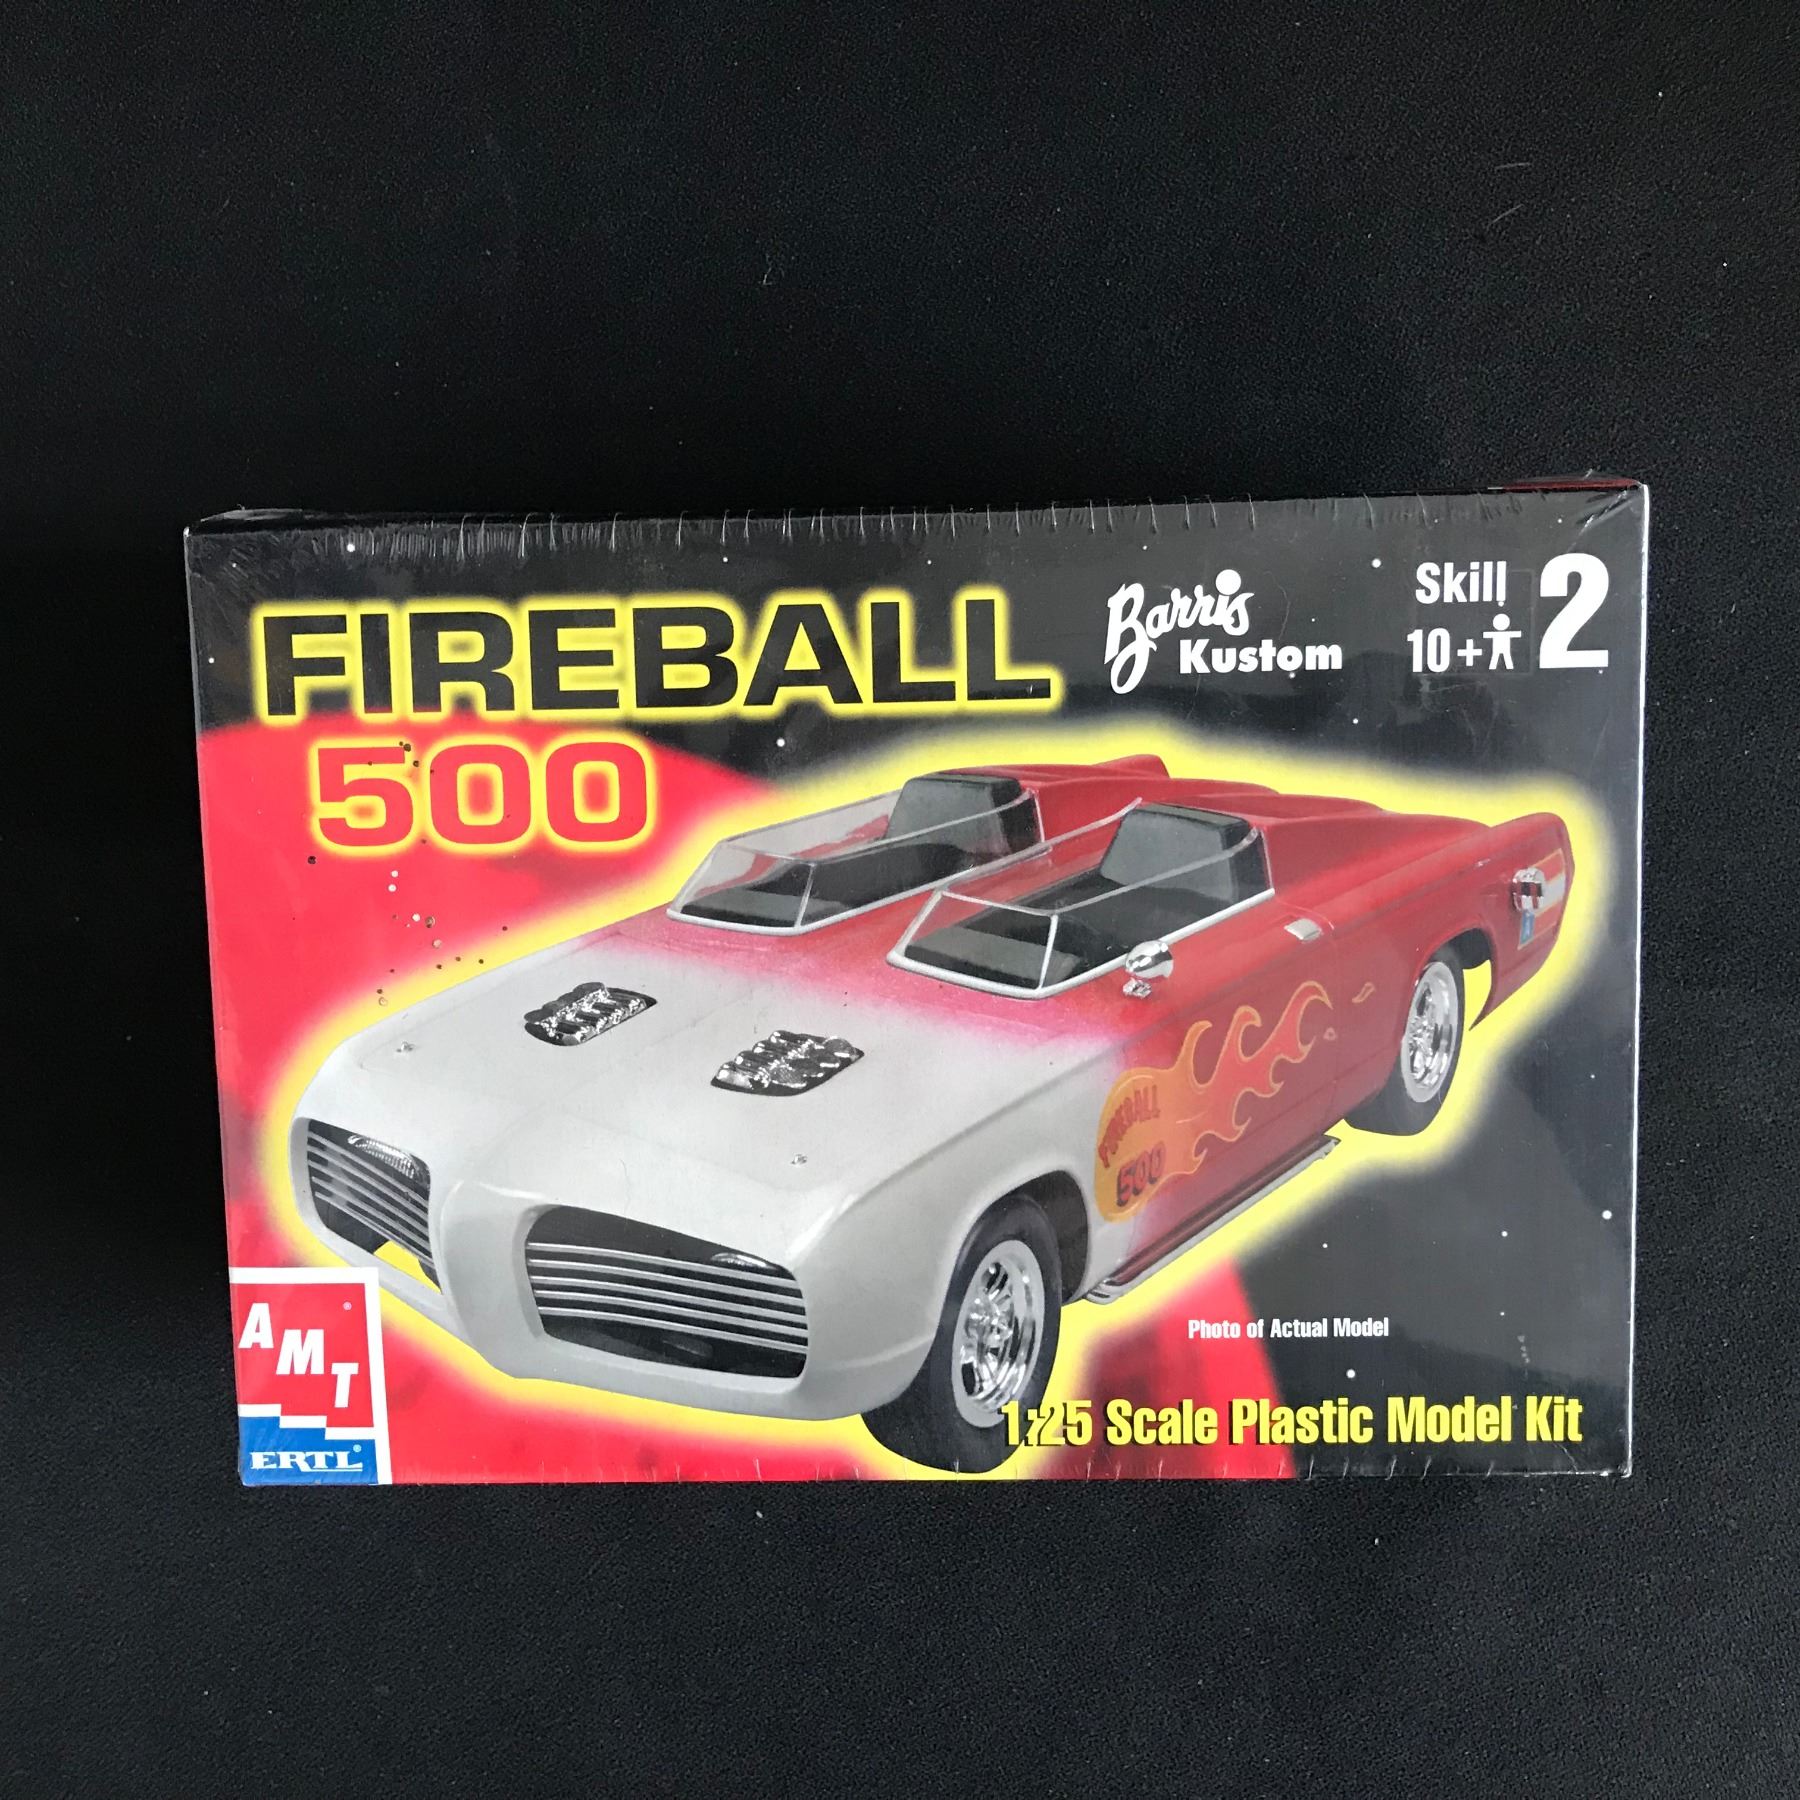 FIREBALL
500
Barris
Kustom
Skill 2
10+
FIREBALL
500
Photo of Actual Model
1:25 Scale Plastic Model Kit
AMT®
ERTL®